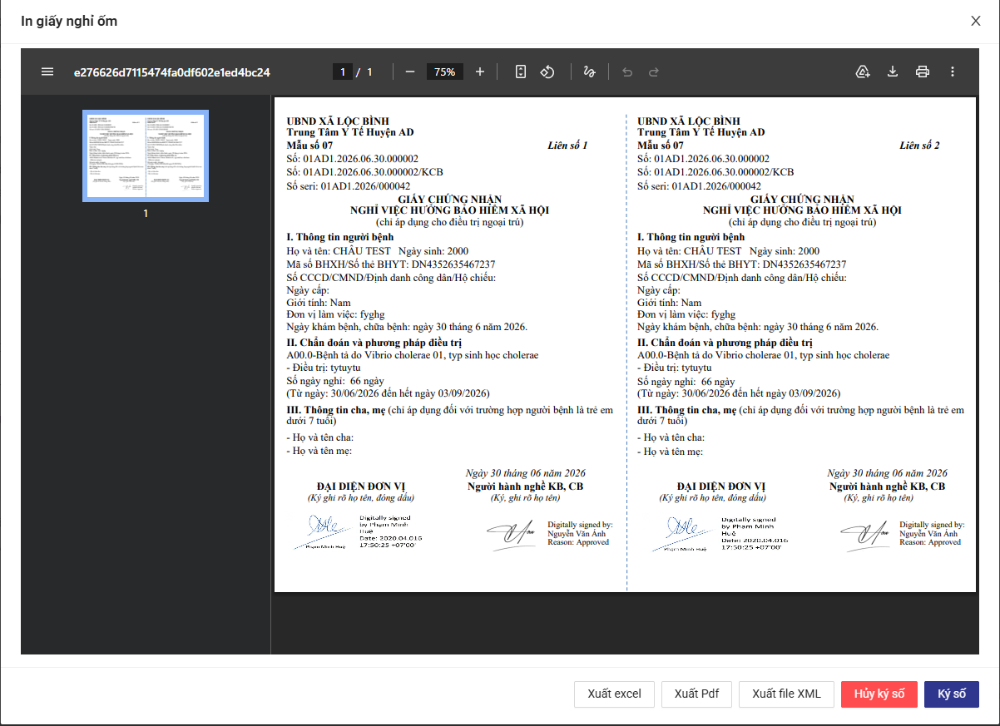 In giấy nghỉ ốm
e276626d7115474fa0df602e1ed4bc24
1 / 1
75%
1
UBND XÃ LỘC BÌNH
Trung Tâm Y Tế Huyện AD
Mẫu số 07
Liên số 1
Số: 01AD1.2026.06.30.000002
Số: 01AD1.2026.06.30.000002/KCB
Số seri: 01AD1.2026/000042
GIẤY CHỨNG NHẬN
NGHỈ VIỆC HƯỞNG BẢO HIỂM XÃ HỘI
(chỉ áp dụng cho điều trị ngoại trú)
I. Thông tin người bệnh
Họ và tên: CHÂU TEST Ngày sinh: 2000
Mã số BHXH/Số thẻ BHYT: DN4352635467237
Số CCCD/CMND/Định danh công dân/Hộ chiếu:
Ngày cấp:
Giới tính: Nam
Đơn vị làm việc: fyghg
Ngày khám bệnh, chữa bệnh: ngày 30 tháng 6 năm 2026.
II. Chẩn đoán và phương pháp điều trị
A00.0-Bệnh tả do Vibrio cholerae 01, typ sinh học cholerae
- Điều trị: tytuytu
Số ngày nghỉ: 66 ngày
(Từ ngày: 30/06/2026 đến hết ngày 03/09/2026)
III. Thông tin cha, mẹ (chỉ áp dụng đối với trường hợp người bệnh là trẻ em
dưới 7 tuổi)
- Họ và tên cha:
- Họ và tên mẹ:
Ngày 30 tháng 06 năm 2026
ĐẠI DIỆN ĐƠN VỊ
Người hành nghề KB, CB
(Ký ghi rõ họ tên, đóng dấu)
(Ký, ghi rõ họ tên)
Phạm Minh Huệ
Digitally signed
by Phạm Minh
Huệ
Date: 2020.04.016
17:50:25 +07'00'
Digitally signed by:
Nguyễn Văn Ánh
Reason: Approved
UBND XÃ LỘC BÌNH
Trung Tâm Y Tế Huyện AD
Mẫu số 07
Liên số 2
Số: 01AD1.2026.06.30.000002
Số: 01AD1.2026.06.30.000002/KCB
Số seri: 01AD1.2026/000042
GIẤY CHỨNG NHẬN
NGHỈ VIỆC HƯỞNG BẢO HIỂM XÃ HỘI
(chỉ áp dụng cho điều trị ngoại trú)
I. Thông tin người bệnh
Họ và tên: CHÂU TEST Ngày sinh: 2000
Mã số BHXH/Số thẻ BHYT: DN4352635467237
Số CCCD/CMND/Định danh công dân/Hộ chiếu:
Ngày cấp:
Giới tính: Nam
Đơn vị làm việc: fyghg
Ngày khám bệnh, chữa bệnh: ngày 30 tháng 6 năm 2026.
II. Chẩn đoán và phương pháp điều trị
A00.0-Bệnh tả do Vibrio cholerae 01, typ sinh học cholerae
- Điều trị: tytuytu
Số ngày nghỉ: 66 ngày
(Từ ngày: 30/06/2026 đến hết ngày 03/09/2026)
III. Thông tin cha, mẹ (chỉ áp dụng đối với trường hợp người bệnh là trẻ em
dưới 7 tuổi)
- Họ và tên cha:
- Họ và tên mẹ:
Ngày 30 tháng 06 năm 2026
ĐẠI DIỆN ĐƠN VỊ
Người hành nghề KB, CB
(Ký ghi rõ họ tên, đóng dấu)
(Ký, ghi rõ họ tên)
Phạm Minh Huệ
Digitally signed
by Phạm Minh
Huệ
Date: 2020.04.016
17:50:25 +07'00'
Digitally signed by:
Nguyễn Văn Ánh
Reason: Approved
Xuất excel
Xuất Pdf
Xuất file XML
Hủy ký số
Ký số